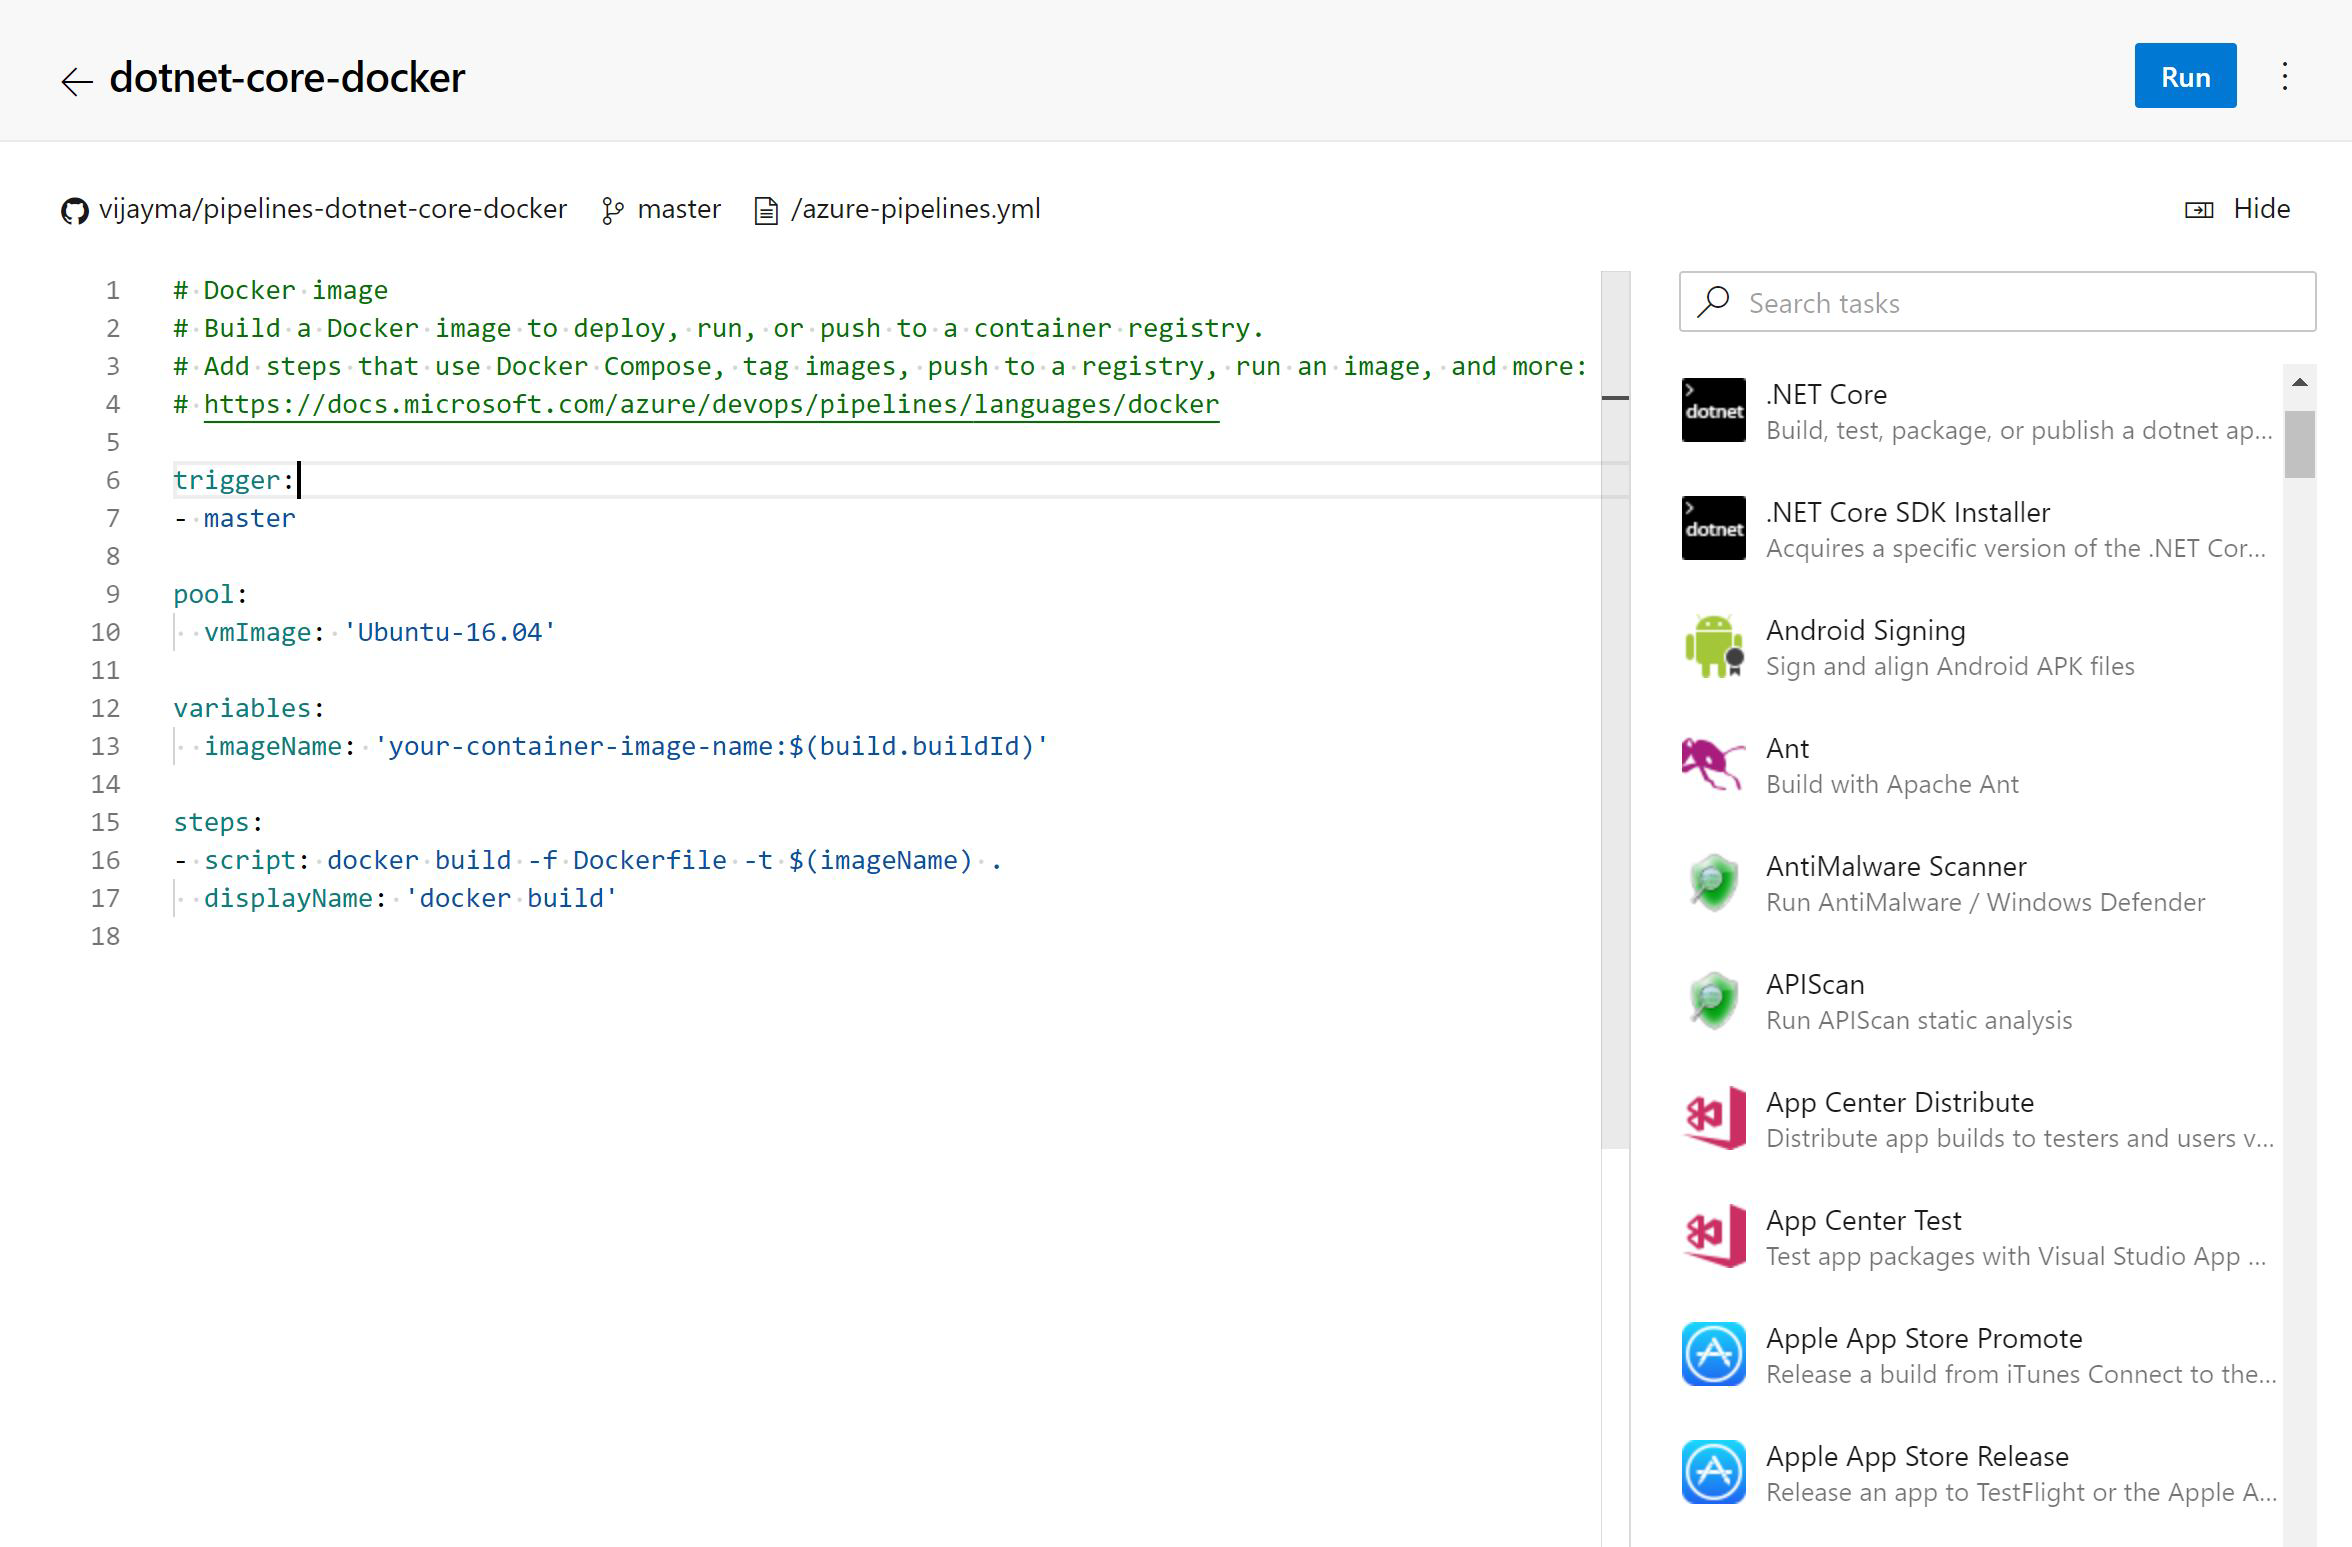 dotnet-core-docker
Run
vijayma/pipelines-dotnet-core-docker master /azure-pipelines.yml
Hide
1 # Docker image
2 # Build a Docker image to deploy, run, or push to a container registry.
3 # Add steps that use Docker Compose, tag images, push to a registry, run an image, and more:
4 # https://docs.microsoft.com/azure/devops/pipelines/languages/docker
5
6 trigger:
7 - master
8
9 pool:
10   vmImage: 'Ubuntu-16.04'
11
12 variables:
13   imageName: 'your-container-image-name:$(build.buildId)'
14
15 steps:
16 - script: docker build -f Dockerfile -t $(imageName) .
17   displayName: 'docker build'
18
Search tasks
dotnet
.NET Core
Build, test, package, or publish a dotnet ap...
dotnet
.NET Core SDK Installer
Acquires a specific version of the .NET Cor...
Android Signing
Sign and align Android APK files
Ant
Build with Apache Ant
AntiMalware Scanner
Run AntiMalware / Windows Defender
APIScan
Run APIScan static analysis
App Center Distribute
Distribute app builds to testers and users v...
App Center Test
Test app packages with Visual Studio App ...
Apple App Store Promote
Release a build from iTunes Connect to the...
Apple App Store Release
Release an app to TestFlight or the Apple A...